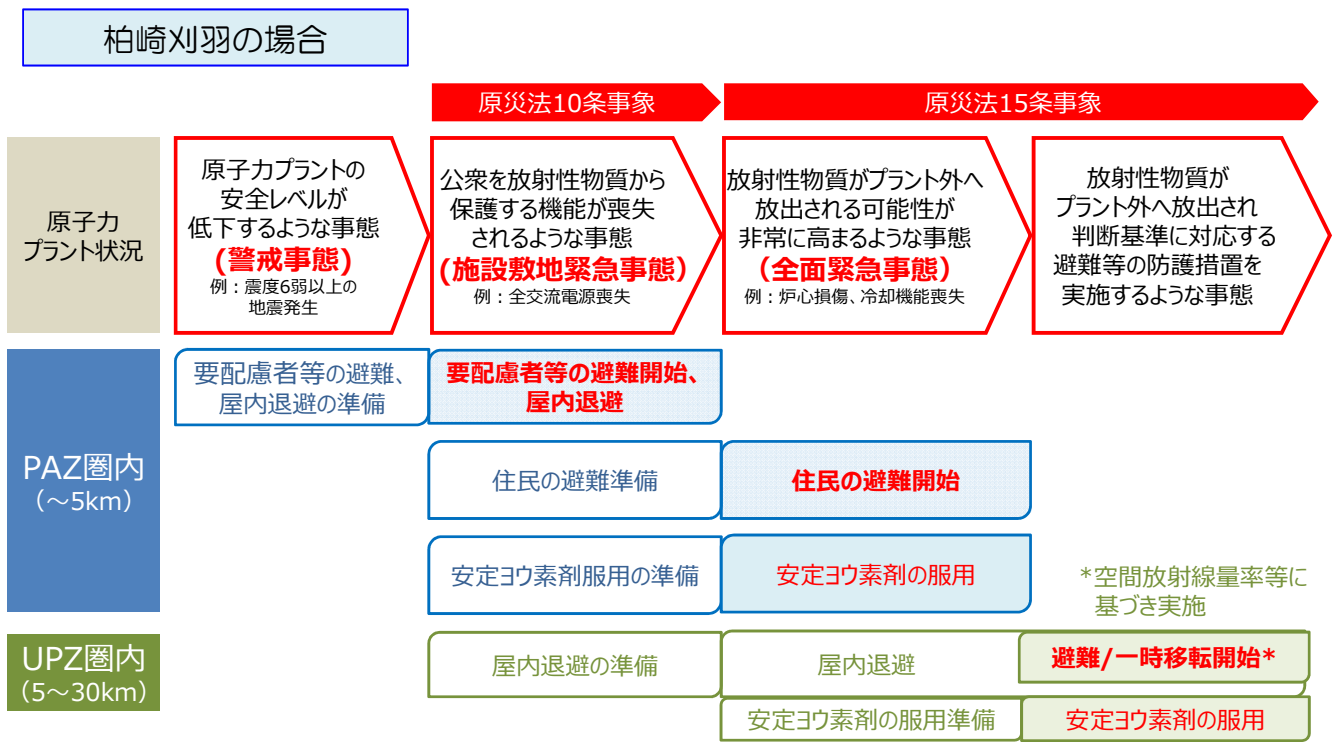 柏崎刈羽の場合
原災法10条事象
原災法15条事象
原子力
プラント状況
原子力プラントの
安全レベルが
低下するような事態
(警戒事態)
例：震度6弱以上の
地震発生
公衆を放射性物質から
保護する機能が喪失
されるような事態
(施設敷地緊急事態）
例：全交流電源喪失
放射性物質がプラント外へ
放出される可能性が
非常に高まるような事態
（全面緊急事態）
例：炉心損傷、冷却機能喪失
放射性物質が
プラント外へ放出され
判断基準に対応する
避難等の防護措置を
実施するような事態
PAZ圏内
（～5km）
要配慮者等の避難、
屋内退避の準備
要配慮者等の避難開始、
屋内退避
住民の避難準備
住民の避難開始
安定ヨウ素剤服用の準備
安定ヨウ素剤の服用
*空間放射線量率等に
基づき実施
UPZ圏内
（5～30km）
屋内退避の準備
屋内退避
避難/一時移転開始*
安定ヨウ素剤の服用準備
安定ヨウ素剤の服用